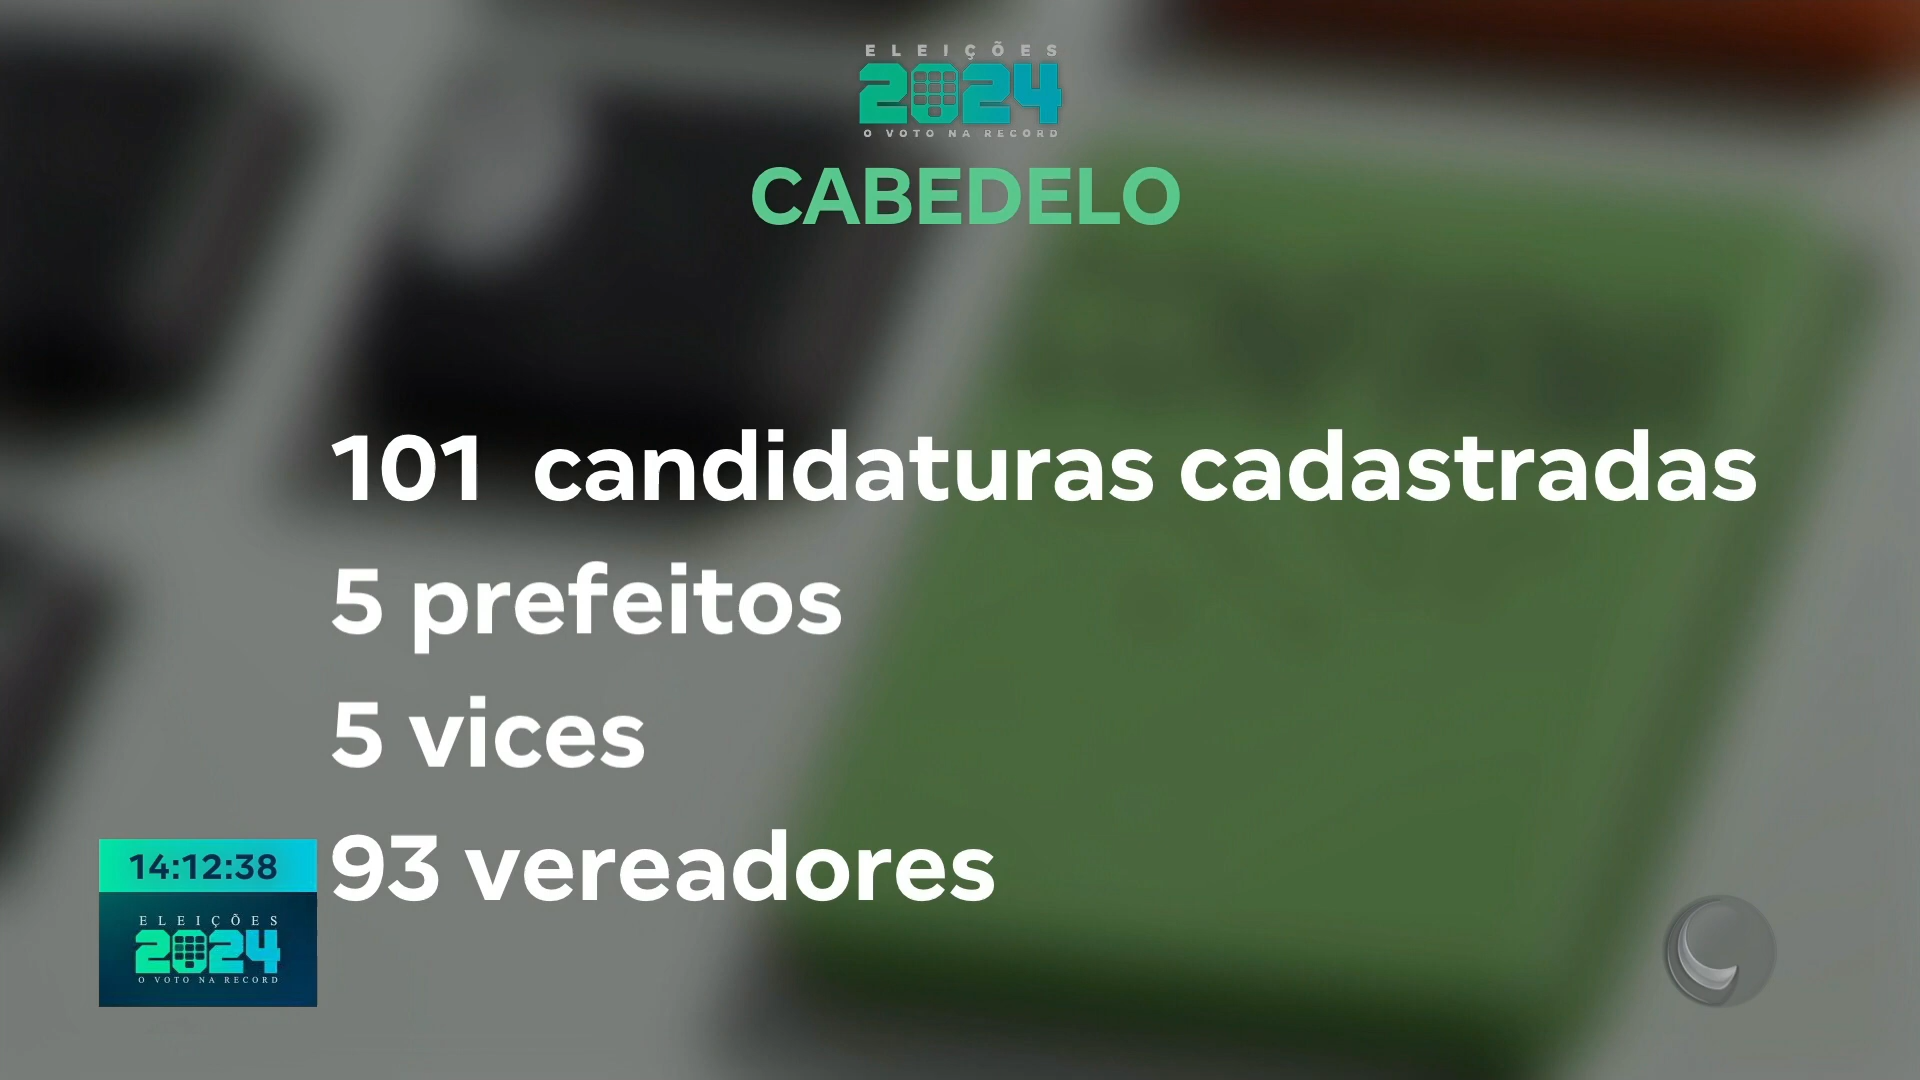 ELEIÇÕES
2024
O VOTO NA RECORD
CABEDELO
101 candidaturas cadastradas
5 prefeitos
5 vices
93 vereadores
14:12:38
ELEIÇÕES
2024
O VOTO NA RECORD